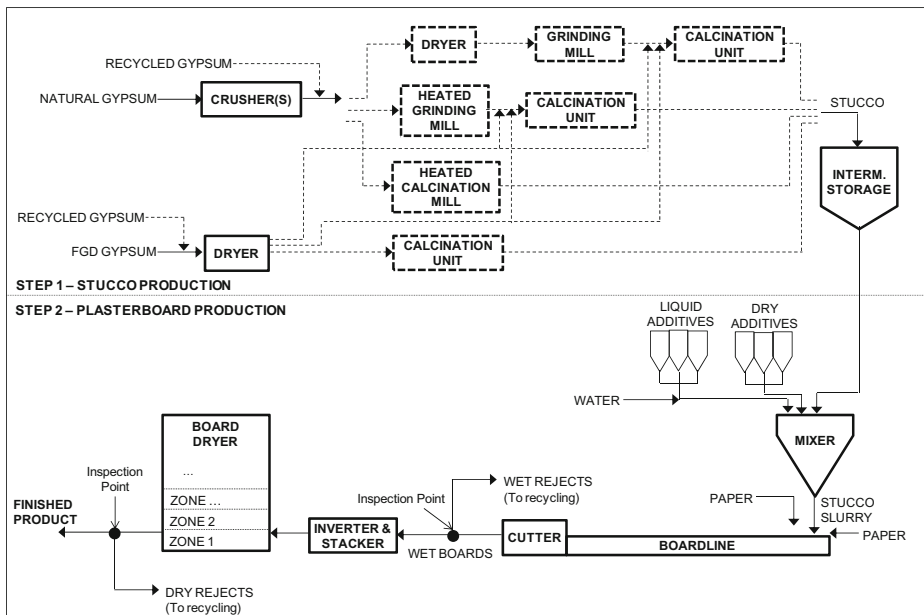 DRYER
GRINDING
MILL
CALCINATION
UNIT
RECYCLED GYPSUM
NATURAL GYPSUM
CRUSHER(S)
HEATED
GRINDING
MILL
CALCINATION
UNIT
STUCCO
HEATED
CALCINATION
MILL
INTERM.
STORAGE
RECYCLED GYPSUM
FGD GYPSUM
DRYER
CALCINATION
UNIT
STEP 1 – STUCCO PRODUCTION
STEP 2 – PLASTERBOARD PRODUCTION
LIQUID
ADDITIVES
DRY
ADDITIVES
WATER
MIXER
BOARD
DRYER
...
ZONE ...
ZONE 2
ZONE 1
Inspection
Point
FINISHED
PRODUCT
DRY REJECTS
(To recycling)
INVERTER &
STACKER
Inspection Point
WET BOARDS
WET REJECTS
(To recycling)
CUTTER
BOARDLINE
PAPER
STUCCO
SLURRY
PAPER